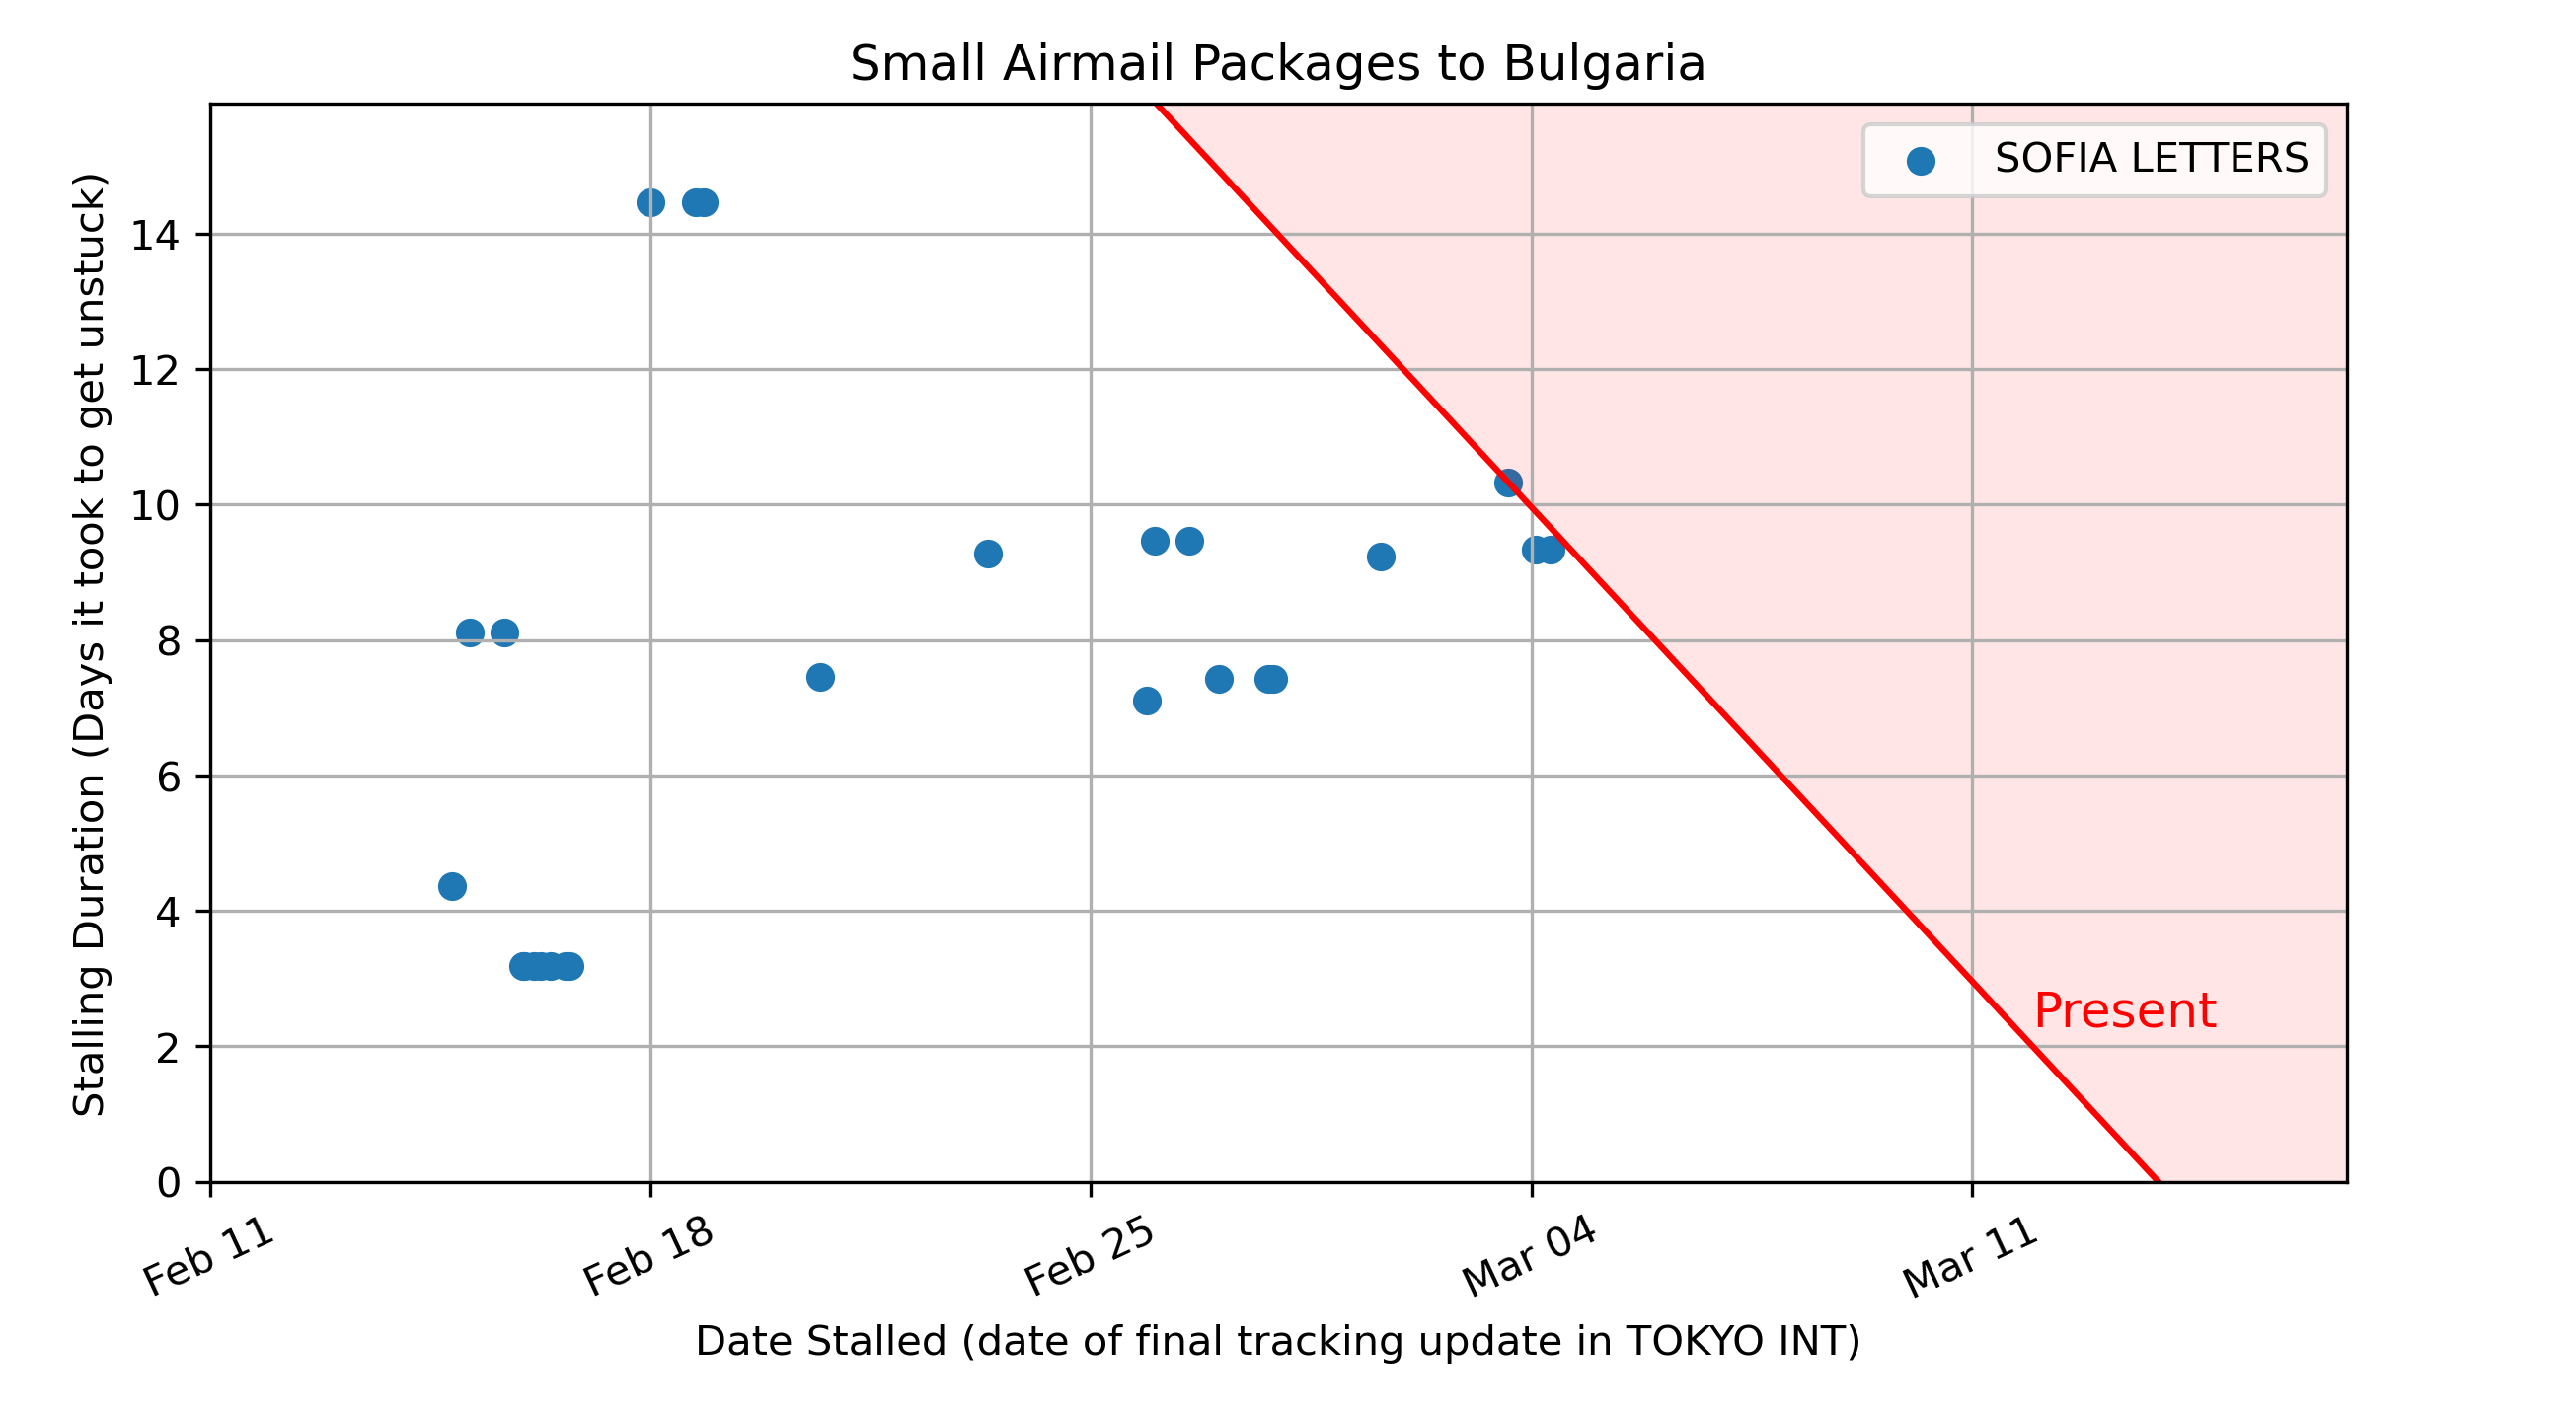 Small Airmail Packages to Bulgaria
SOFIA LETTERS
Stalling Duration (Days it took to get unstuck)
14
12
10
8
6
4
2
0
Present
Feb 11
Feb 18
Feb 25
Mar 04
Mar 11
Date Stalled (date of final tracking update in TOKYO INT)